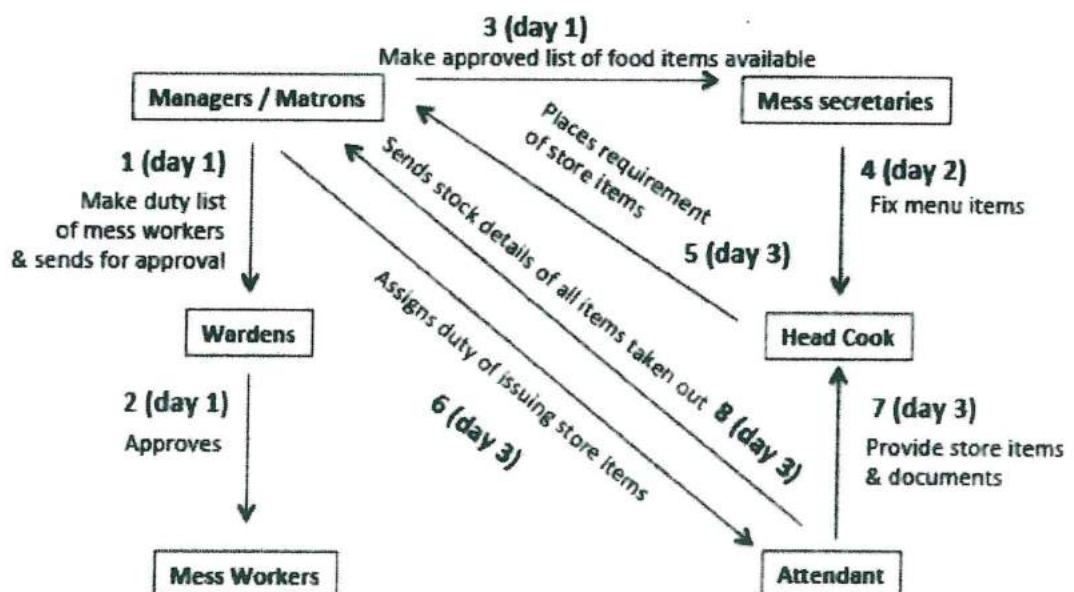 3 (day 1)
Make approved list of food items available
Managers / Matrons
Mess secretaries
1 (day 1)
Make duty list
of mess workers
& sends for approval
Places requirement
of store items
5 (day 3)
4 (day 2)
Fix menu items
Sends stock details of all items taken out 8 (day 3)
Assigns duty of issuing store items
6 (day 3)
Wardens
Head Cook
2 (day 1)
Approves
7 (day 3)
Provide store items
& documents
Mess Workers
Attendant